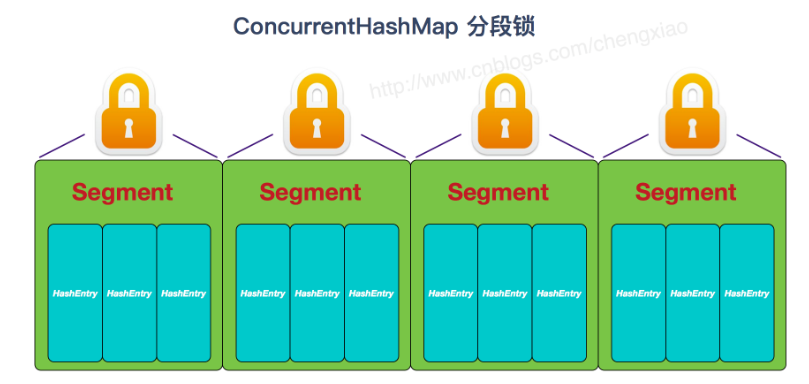 ConcurrentHashMap 分段锁
http://www.cnblogs.com/chengxiao
Segment Segment Segment Segment
HashEntry HashEntry HashEntry HashEntry HashEntry HashEntry HashEntry HashEntry HashEntry HashEntry HashEntry HashEntry